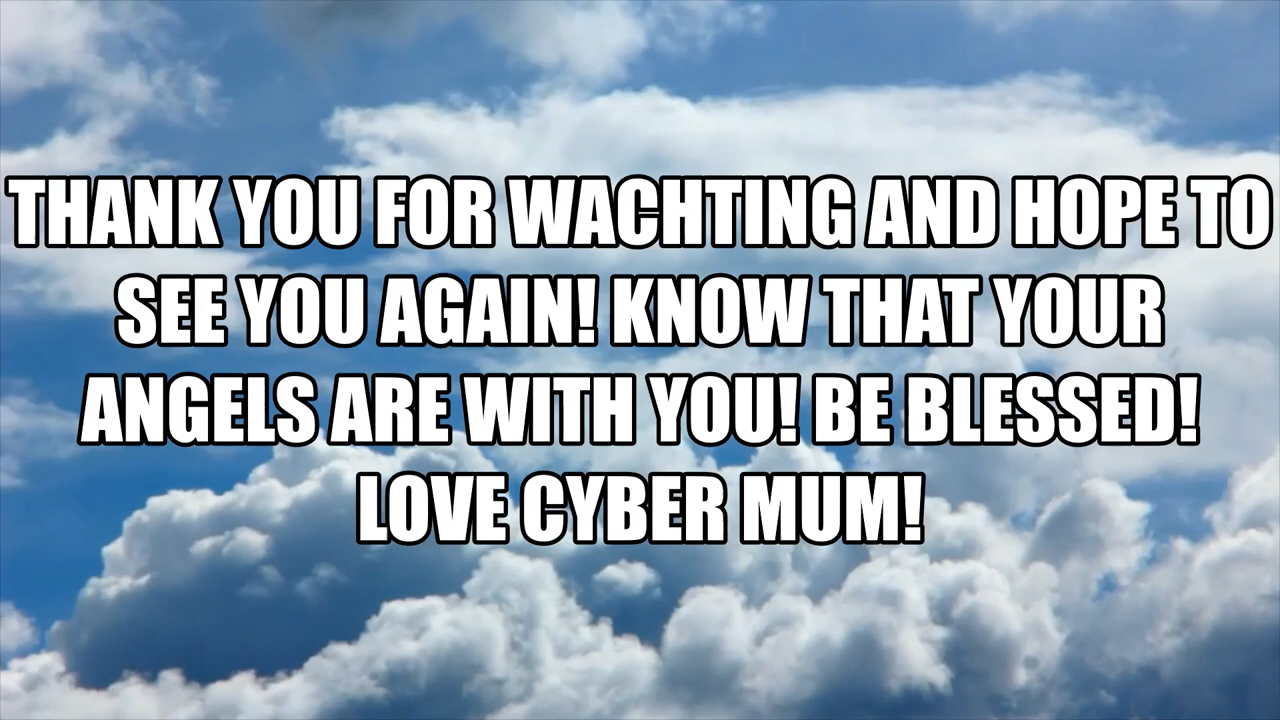 THANK YOU FOR WACHTING AND HOPE TO
SEE YOU AGAIN! KNOW THAT YOUR
ANGELS ARE WITH YOU! BE BLESSED!
LOVE CYBER MUM!